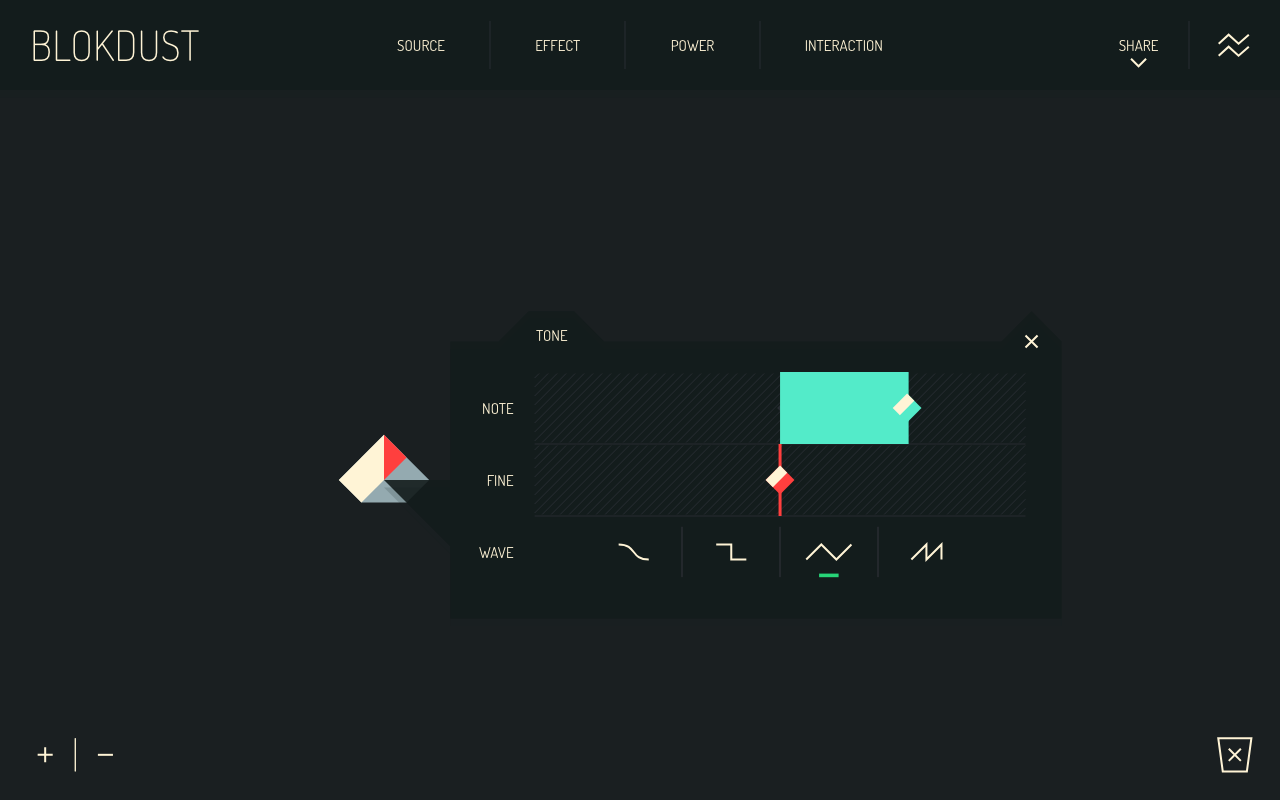 BLOKDUST
SOURCE
EFFECT
POWER
INTERACTION
SHARE
TONE
NOTE
FINE
WAVE